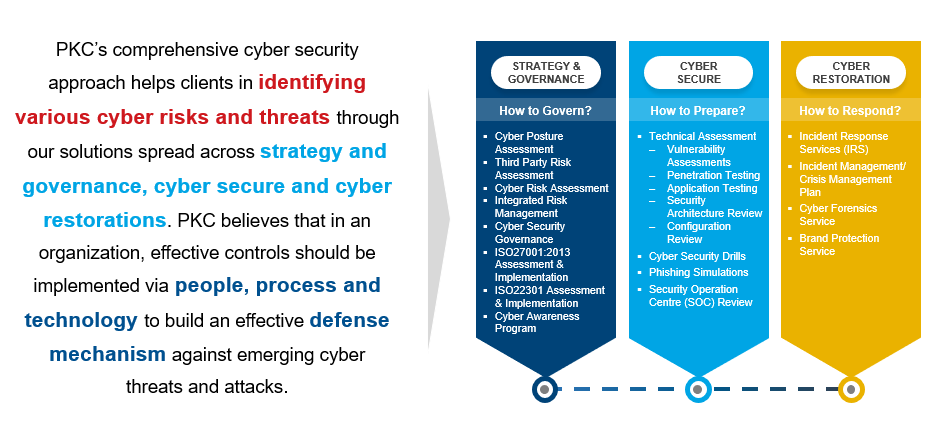 PKC’s comprehensive cyber security
approach helps clients in identifying
various cyber risks and threats through
our solutions spread across strategy and
governance, cyber secure and cyber
restorations. PKC believes that in an
organization, effective controls should be
implemented via people, process and
technology to build an effective defense
mechanism against emerging cyber
threats and attacks.
STRATEGY &
GOVERNANCE
How to Govern?
▪ Cyber Posture
Assessment
▪ Third Party Risk
Assessment
▪ Cyber Risk Assessment
▪ Integrated Risk
Management
▪ Cyber Security
Governance
▪ ISO27001:2013
Assessment &
Implementation
▪ ISO22301 Assessment
& Implementation
▪ Cyber Awareness
Program
CYBER
SECURE
How to Prepare?
▪ Technical Assessment
– Vulnerability
Assessments
– Penetration Testing
– Application Testing
– Security
Architecture Review
– Configuration
Review
▪ Cyber Security Drills
▪ Phishing Simulations
▪ Security Operation
Centre (SOC) Review
CYBER
RESTORATION
How to Respond?
▪ Incident Response
Services (IRS)
▪ Incident Management/
Crisis Management
Plan
▪ Cyber Forensics
Service
▪ Brand Protection
Service